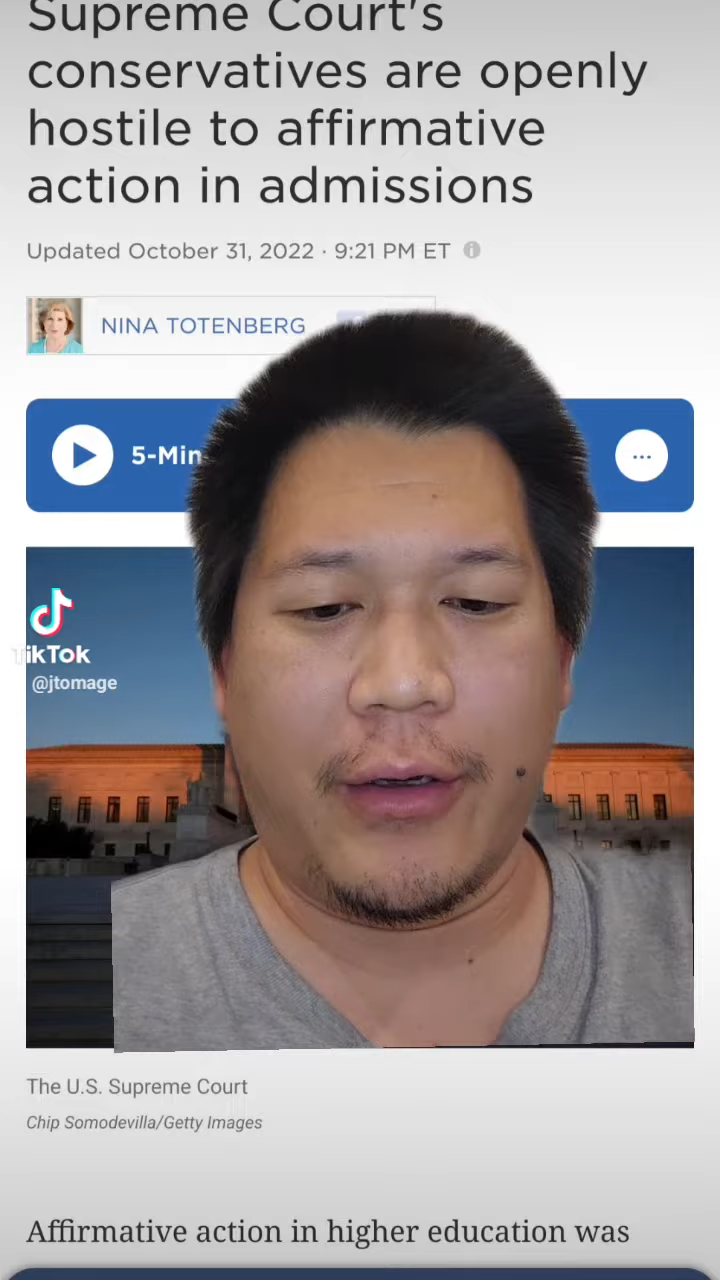 Supreme Court's
conservatives are openly
hostile to affirmative
action in admissions
Updated October 31, 2022 · 9:21 PM ET
NINA TOTENBERG
5-Min
TikTok
@jtomage
The U.S. Supreme Court
Chip Somodevilla/Getty Images
Affirmative action in higher education was